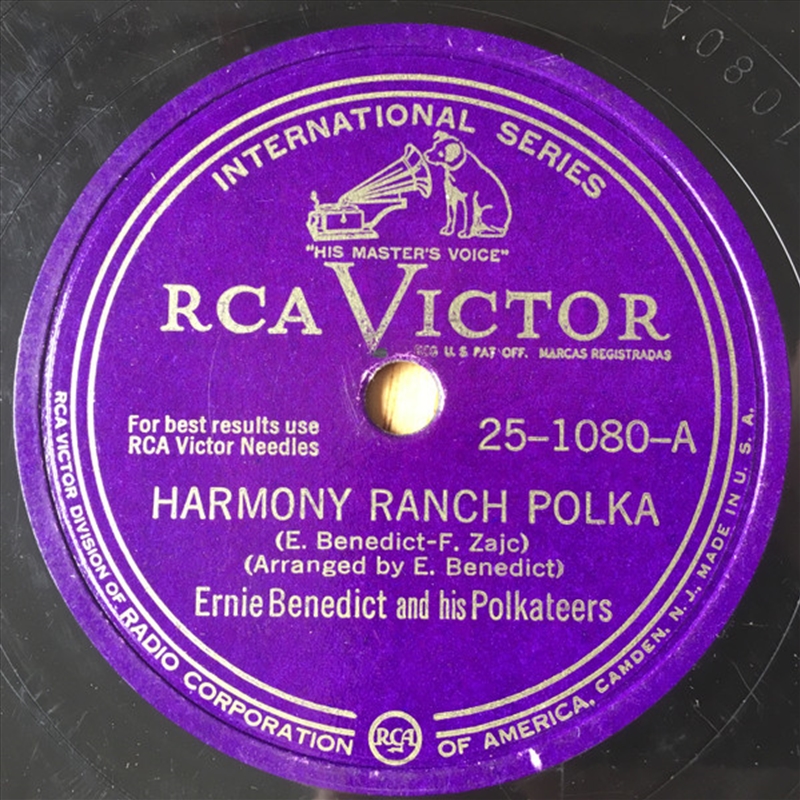 INTERNATIONAL SERIES
"HIS MASTER'S VOICE"
RCA VICTOR
REG U. S PAT OFF. MARCAS REGISTRADAS
For best results use
RCA Victor Needles
25-1080-A
HARMONY RANCH POLKA
(E. Benedict-F. Zajc)
(Arranged by E. Benedict)
Ernie Benedict and his Polkateers
RCA VICTOR DIVISION OF RADIO CORPORATION OF AMERICA, CAMDEN, N. J. MADE IN U. S. A.
RCA